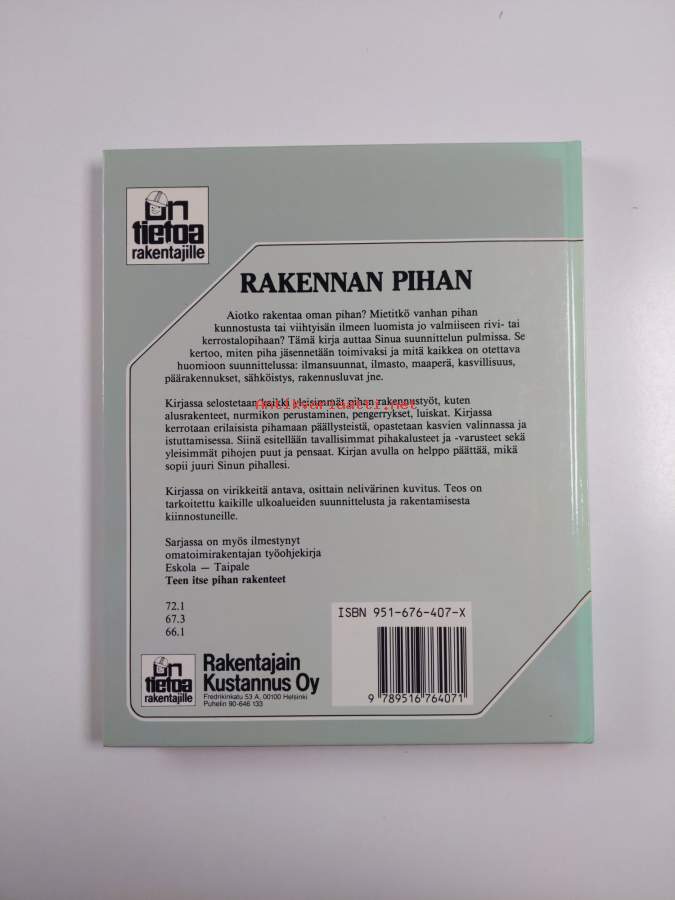 on
tietoa
rakentajille
RAKENNAN PIHAN
Aiotko rakentaa oman pihan? Mietitkö vanhan pihan
kunnostusta tai viihtyisän ilmeen luomista jo valmiiseen rivi- tai
kerrostalopihaan? Tämä kirja auttaa Sinua suunnittelun pulmissa. Se
kertoo, miten piha jäsennetään toimivaksi ja mitä kaikkea on otettava
huomioon suunnittelussa: ilmansuunnat, ilmasto, maaperä, kasvillisuus,
päärakennukset, sähköistys, rakennusluvat jne.
Antikvariaatti.net
Kirjassa selostetaan kaikki yleisimmät pihan rakennustyöt, kuten
alusrakenteet, nurmikon perustaminen, pengerrykset, luiskat. Kirjassa
kerrotaan erilaisista pihamaan päällysteistä, opastetaan kasvien valinnassa ja
istuttamisessa. Siinä esitellään tavallisimmat pihakalusteet ja -varusteet sekä
yleisimmät pihojen puut ja pensaat. Kirjan avulla on helppo päättää, mikä
sopii juuri Sinun pihallesi.
Kirjassa on virikkeitä antava, osittain nelivärinen kuvitus. Teos on
tarkoitettu kaikille ulkoalueiden suunnittelusta ja rakentamisesta
kiinnostuneille.
Sarjassa on myös ilmestynyt
omatoimirakentajan työohjekirja
Eskola — Taipale
Teen itse pihan rakenteet
72.1
67.3
66.1
ISBN 951-676-407-X
9 789516 764071
on
tietoa
rakentajille
Rakentajain
Kustannus Oy
Fredrikinkatu 53 A, 00100 Helsinki
Puhelin 90-646 133